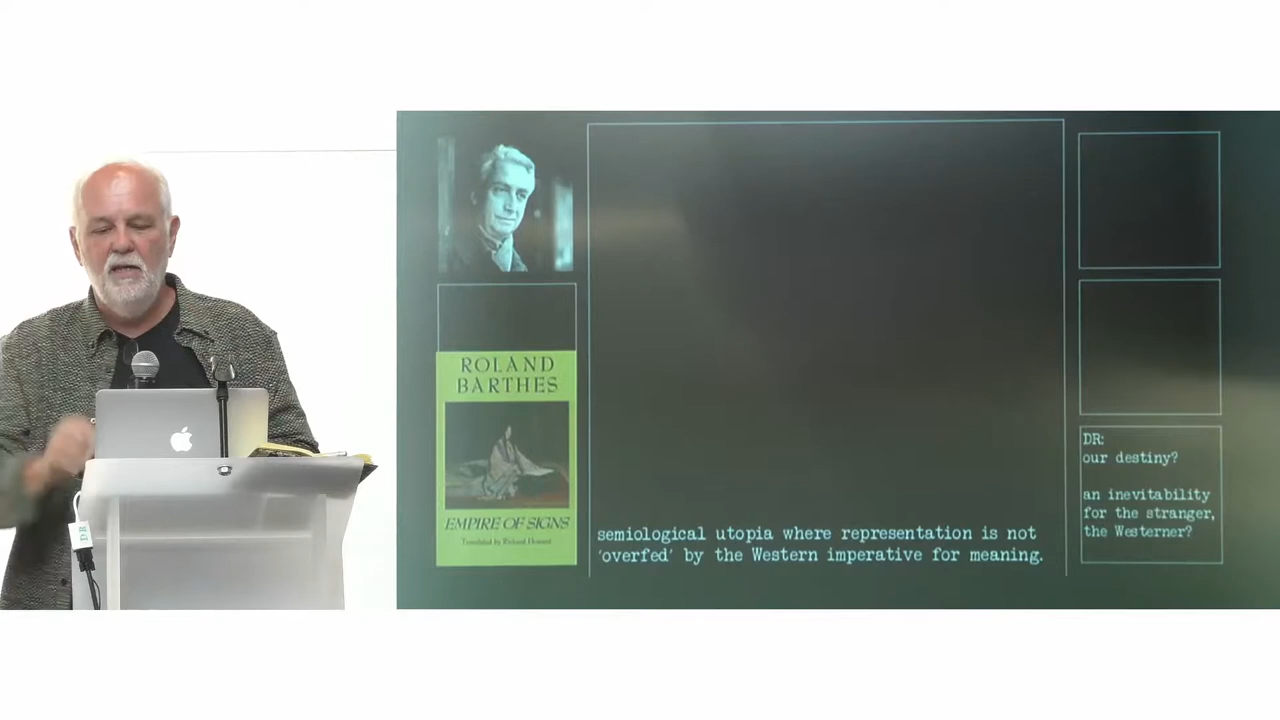 ROLAND
BARTHES
EMPIRE OF SIGNS
Translated by Richard Howard
semiological utopia where representation is not
'overfed' by the Western imperative for meaning.
DR:
our destiny?
an inevitability
for the stranger,
the Westerner?